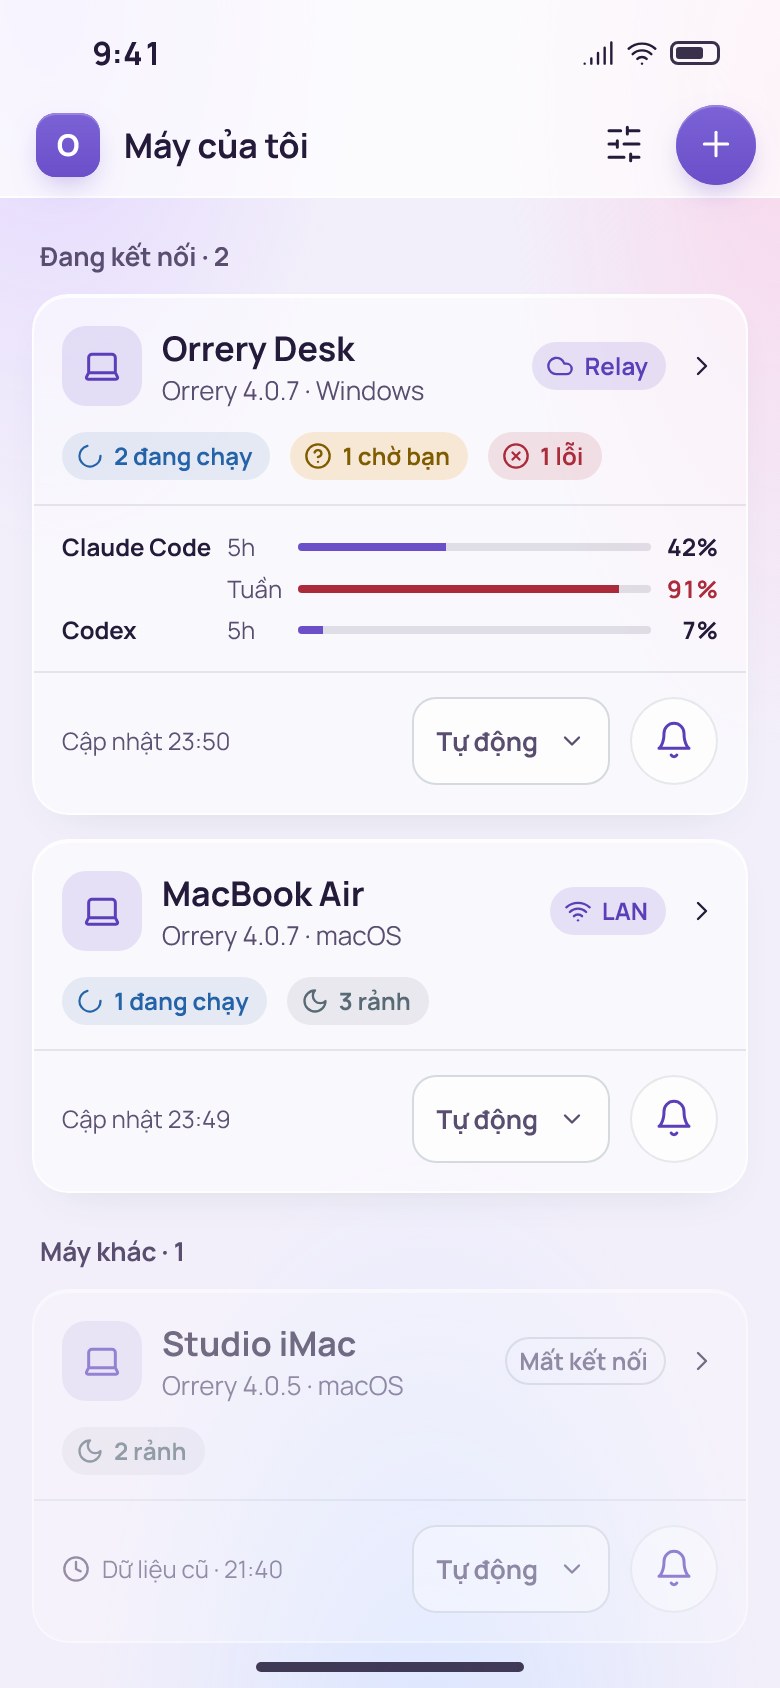 9:41
O Máy của tôi
Đang kết nối · 2
Orrery Desk
Relay
Orrery 4.0.7 · Windows
2 đang chạy 1 chờ bạn 1 lỗi
Claude Code 5h 42%
Tuần 91%
Codex 5h 7%
Cập nhật 23:50 Tự động
MacBook Air
LAN
Orrery 4.0.7 · macOS
1 đang chạy 3 rảnh
Cập nhật 23:49 Tự động
Máy khác · 1
Studio iMac
Mất kết nối
Orrery 4.0.5 · macOS
2 rảnh
Dữ liệu cũ · 21:40 Tự động